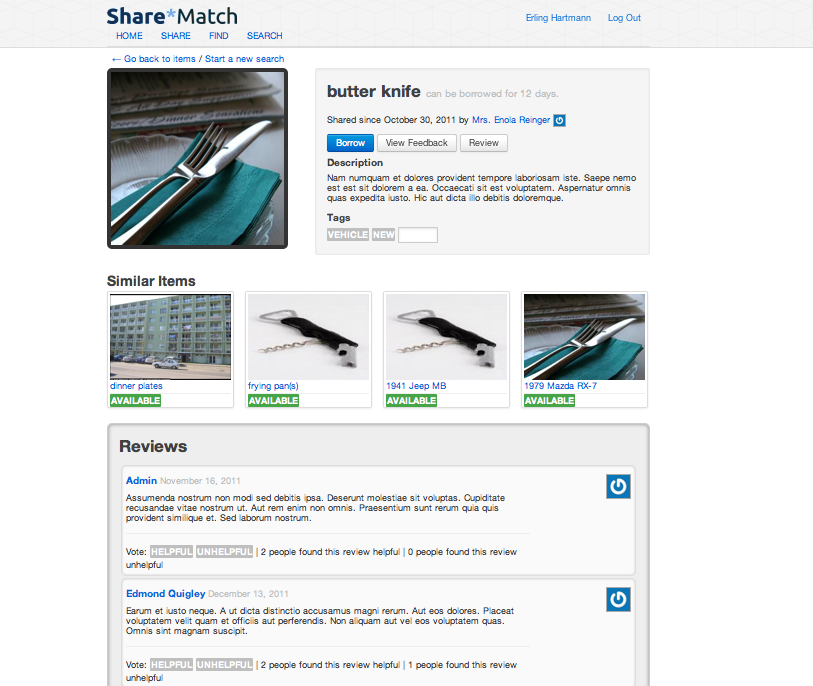 Share*Match
Erling Hartmann Log Out
HOME SHARE FIND SEARCH
← Go back to items / Start a new search
butter knife can be borrowed for 12 days.
Shared since October 30, 2011 by Mrs. Enola Reinger
Borrow View Feedback Review
Description
Nam numquam et dolores provident tempore laboriosam iste. Saepe nemo
est est sit dolorem a ea. Occaecati sit est voluptatem. Aspernatur omnis
quas expedita iusto. Hic aut dicta illo debitis doloremque.
Tags
VEHICLE NEW
Similar Items
dinner plates
AVAILABLE
frying pan(s)
AVAILABLE
1941 Jeep MB
AVAILABLE
1979 Mazda RX-7
AVAILABLE
Reviews
Admin November 16, 2011
Assumenda nostrum non modi sed debitis ipsa. Deserunt molestiae sit voluptas. Cupiditate
recusandae vitae nostrum ut. Aut rem enim non omnis. Praesentium sunt rerum quia quis
provident similique et. Sed laborum nostrum.
Vote: HELPFUL UNHELPFUL | 2 people found this review helpful | 0 people found this review
unhelpful
Edmond Quigley December 13, 2011
Earum et iusto neque. A ut dicta distinctio accusamus magni rerum. Aut eos dolores. Placeat
voluptatem velit quam et officiis aut perferendis. Non aliquam aut vel eos voluptatem quas.
Omnis sint magnam suscipit.
Vote: HELPFUL UNHELPFUL | 2 people found this review helpful | 1 people found this review
unhelpful